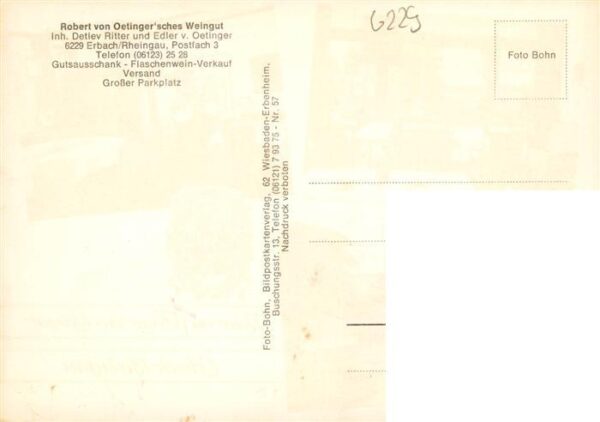 Robert von Oetinger'sches Weingut
Inh. Detlev Ritter und Edler v. Oetinger
6229 Erbach/Rheingau, Postfach 3
Telefon (06123) 25 28
Gutsausschank - Flaschenwein-Verkauf
Versand
Großer Parkplatz
Foto-Bohn, Bildpostkartenverlag, 62 Wiesbaden-Erbenheim,
Buschungsstr. 13, Telefon (06121) 7 93 75 - Nr. 57
Nachdruck verboten
6229
Foto Bohn